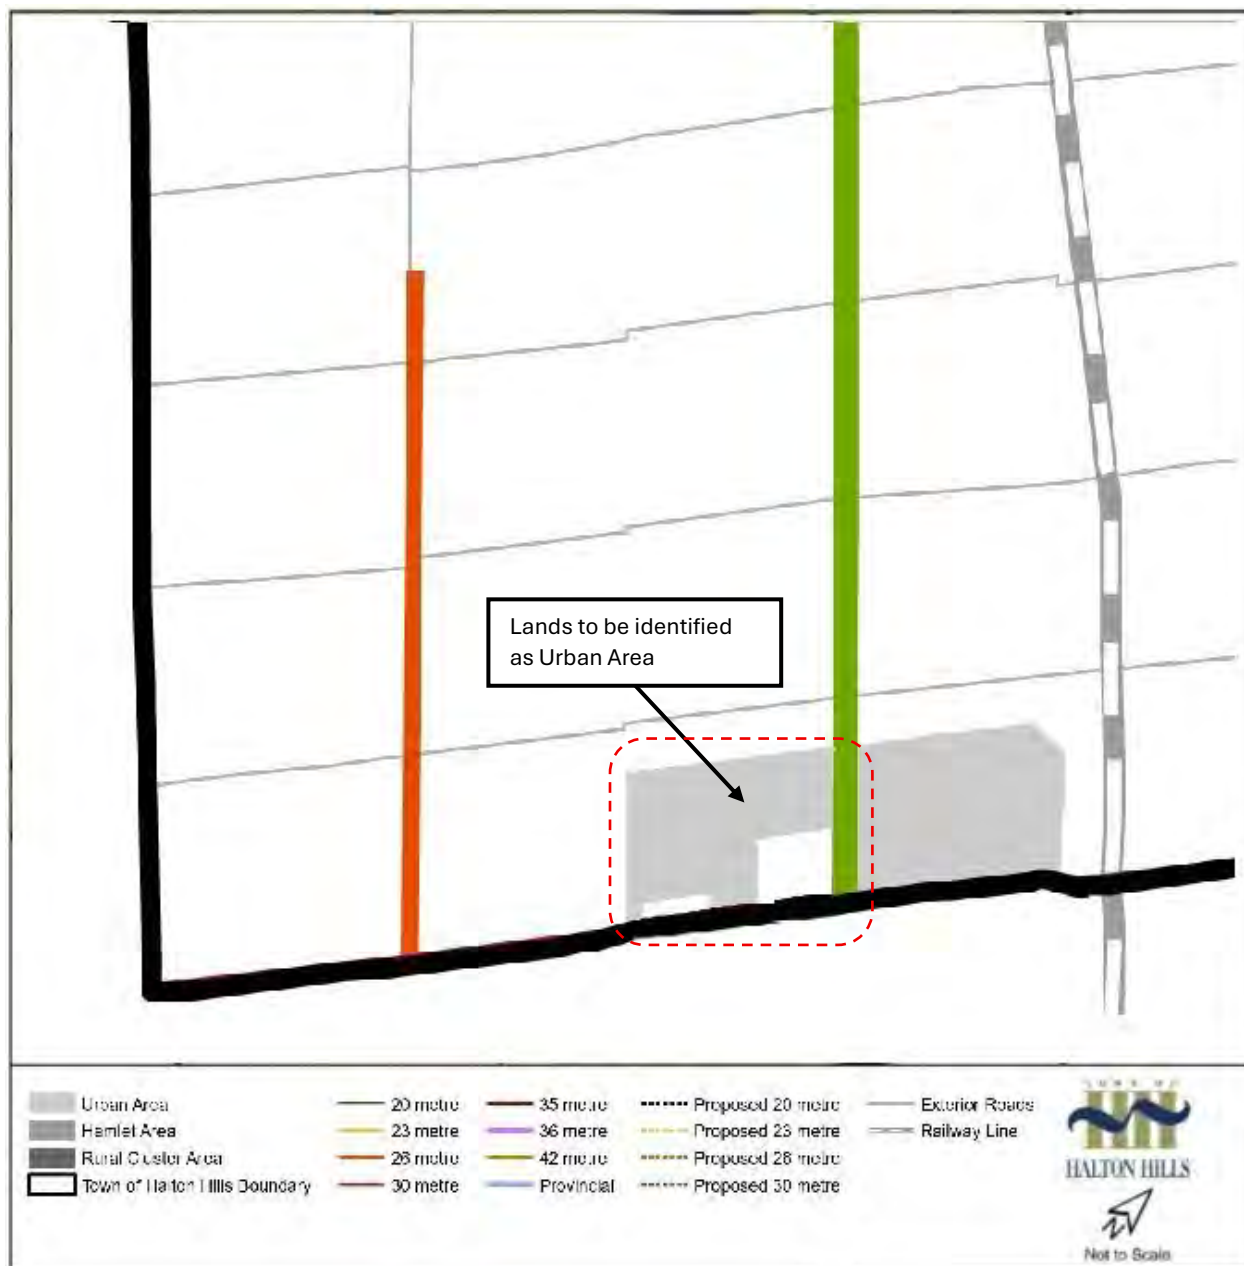 Lands to be identified
as Urban Area
Urban Area
Hamlet Area
Rural Cluster Area
Town of Halton Hills Boundary
20 metre
23 metre
26 metre
30 metre
35 metre
36 metre
42 metre
Provincial
Proposed 20 metre
Proposed 23 metre
Proposed 26 metre
Proposed 30 metre
Exterior Roads
Railway Line
TOWN OF
HALTON HILLS
N
Not to Scale